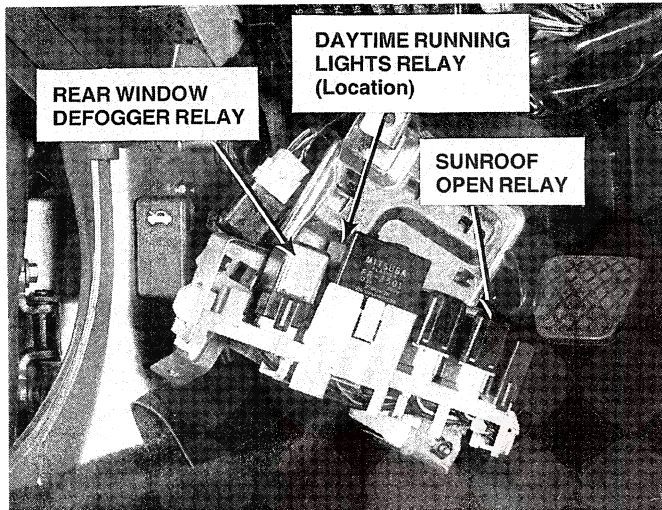 DAYTIME RUNNING
LIGHTS RELAY
(Location)
REAR WINDOW
DEFOGGER RELAY
SUNROOF
OPEN RELAY
MITSUBA